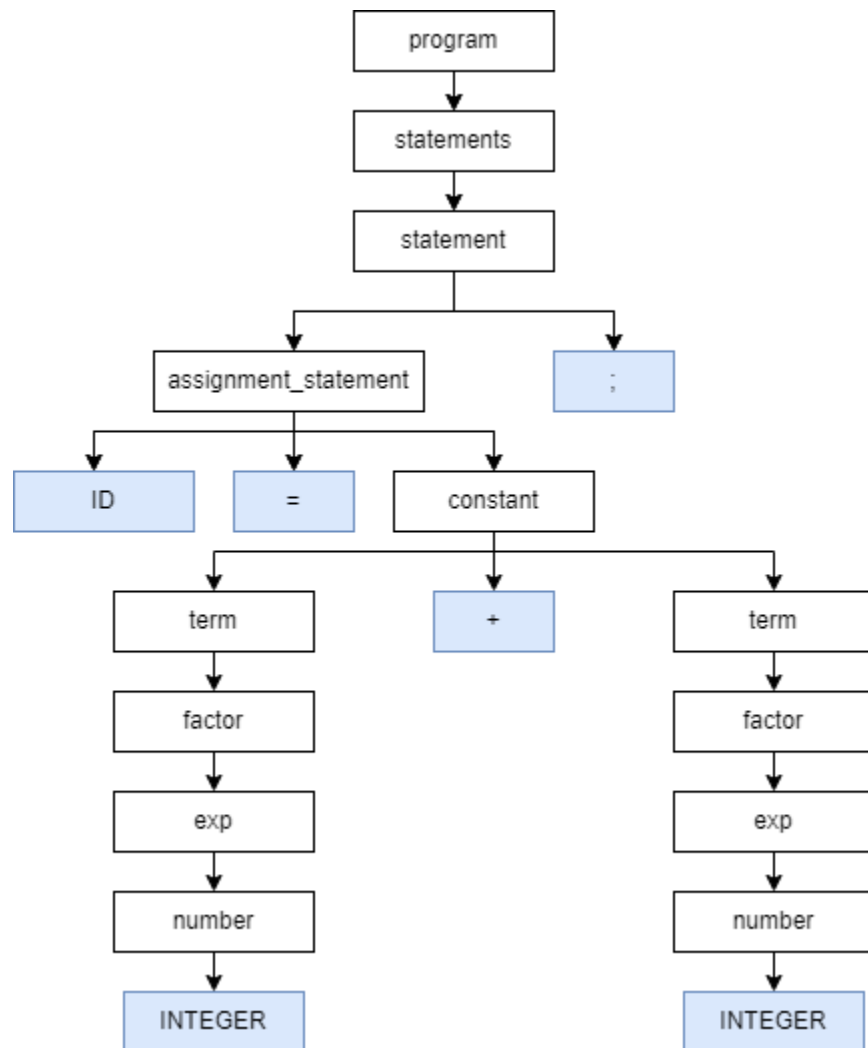 program
statements
statement
assignment_statement
;
ID
=
constant
term
+
term
factor
factor
exp
exp
number
number
INTEGER
INTEGER